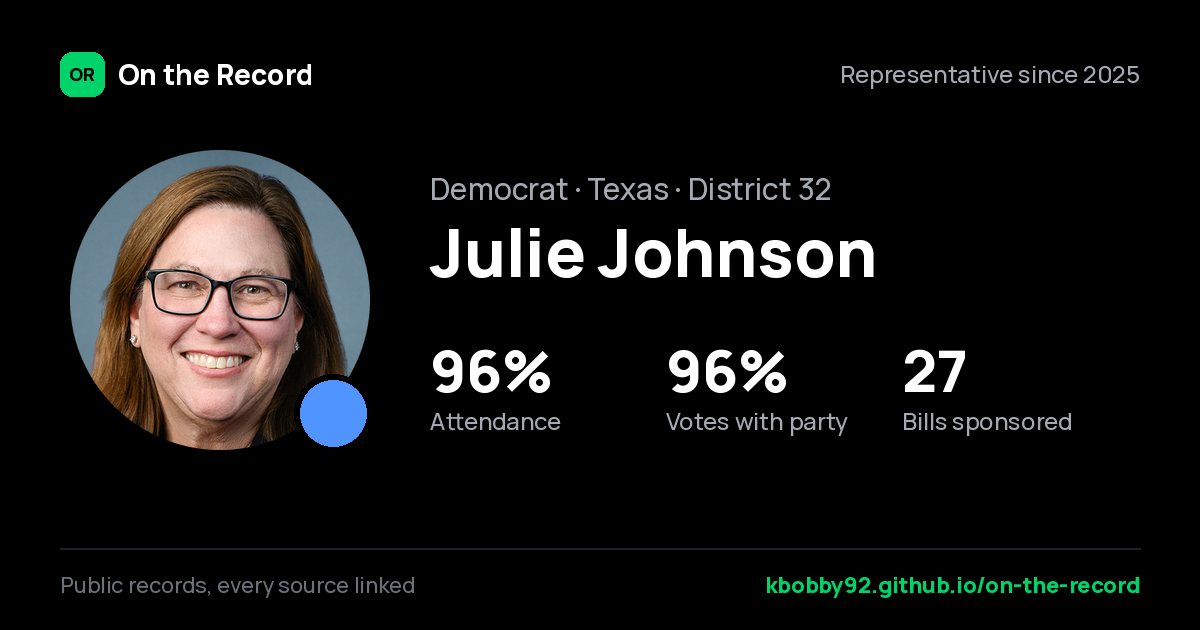 OR On the Record
Representative since 2025
Democrat · Texas · District 32
Julie Johnson
96% 96% 27
Attendance Votes with party Bills sponsored
Public records, every source linked
kbobby92.github.io/on-the-record